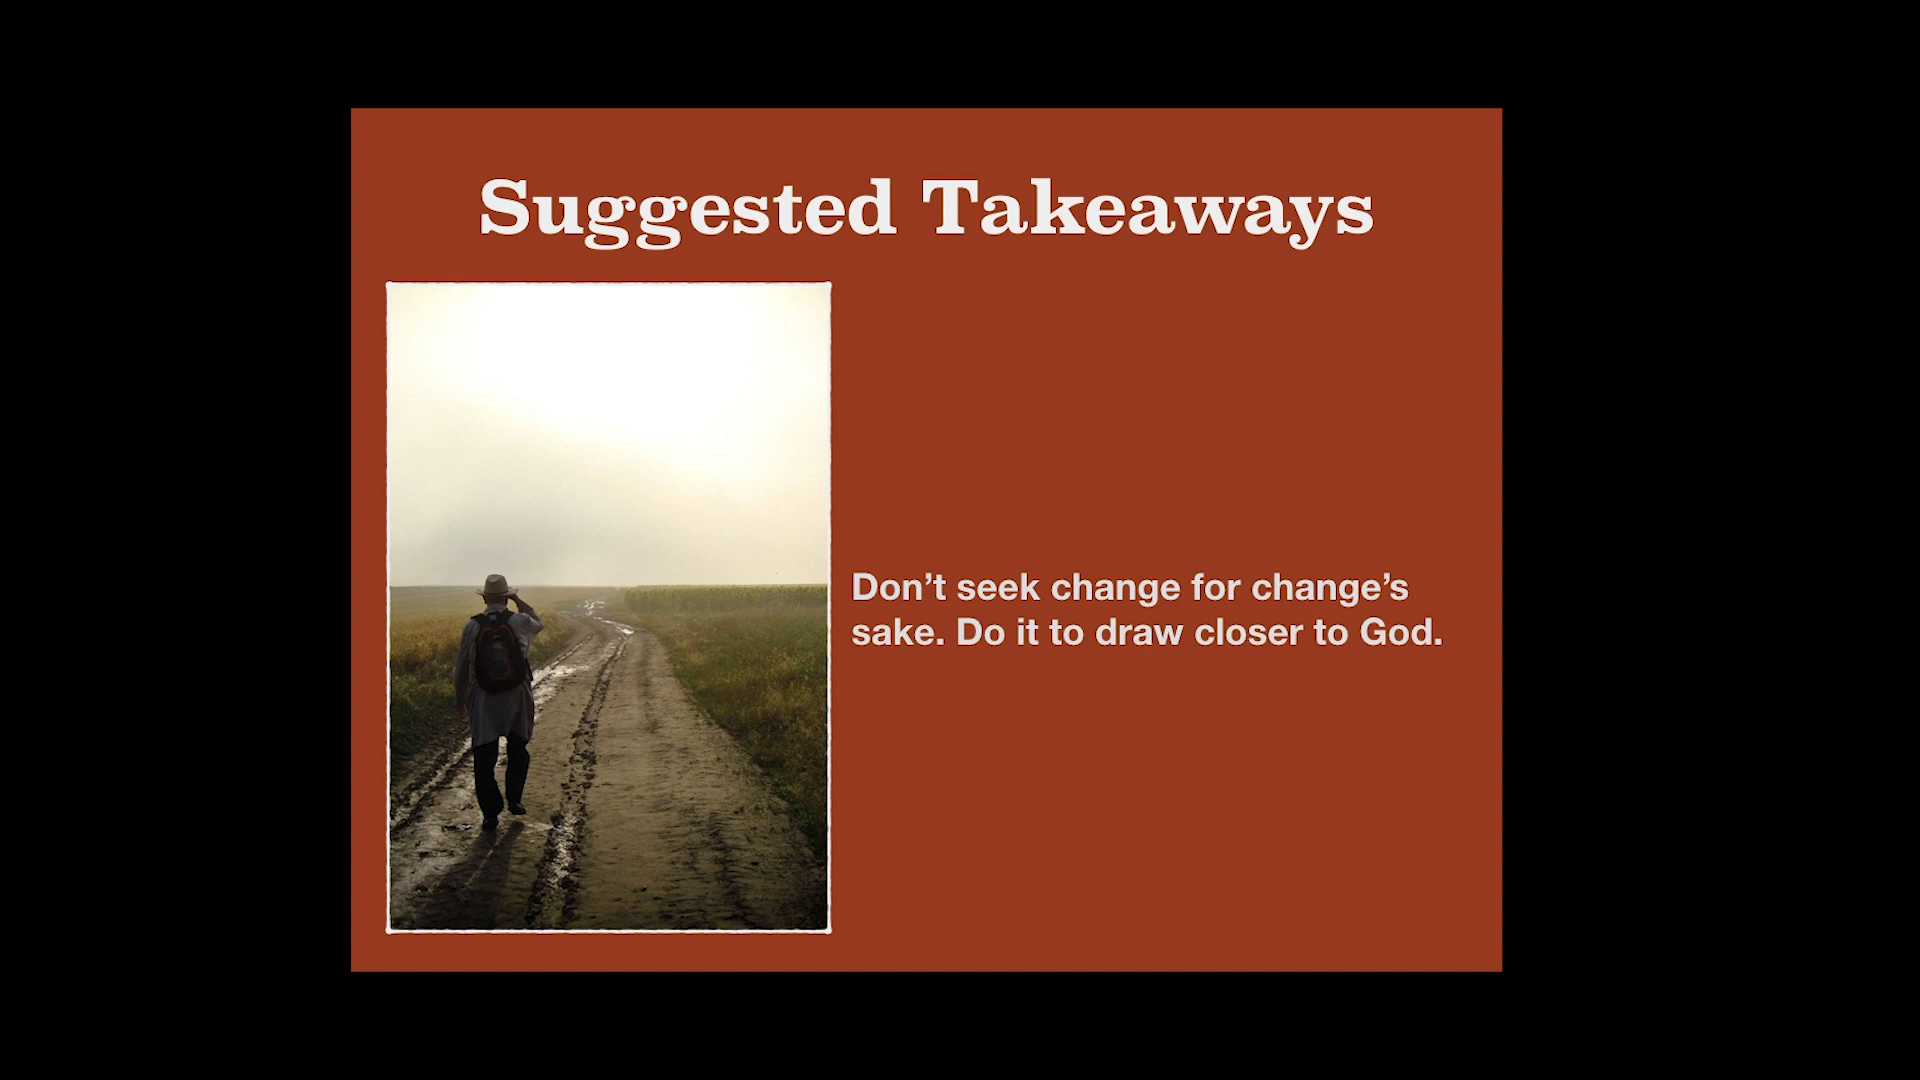 Suggested Takeaways
Don’t seek change for change’s
sake. Do it to draw closer to God.